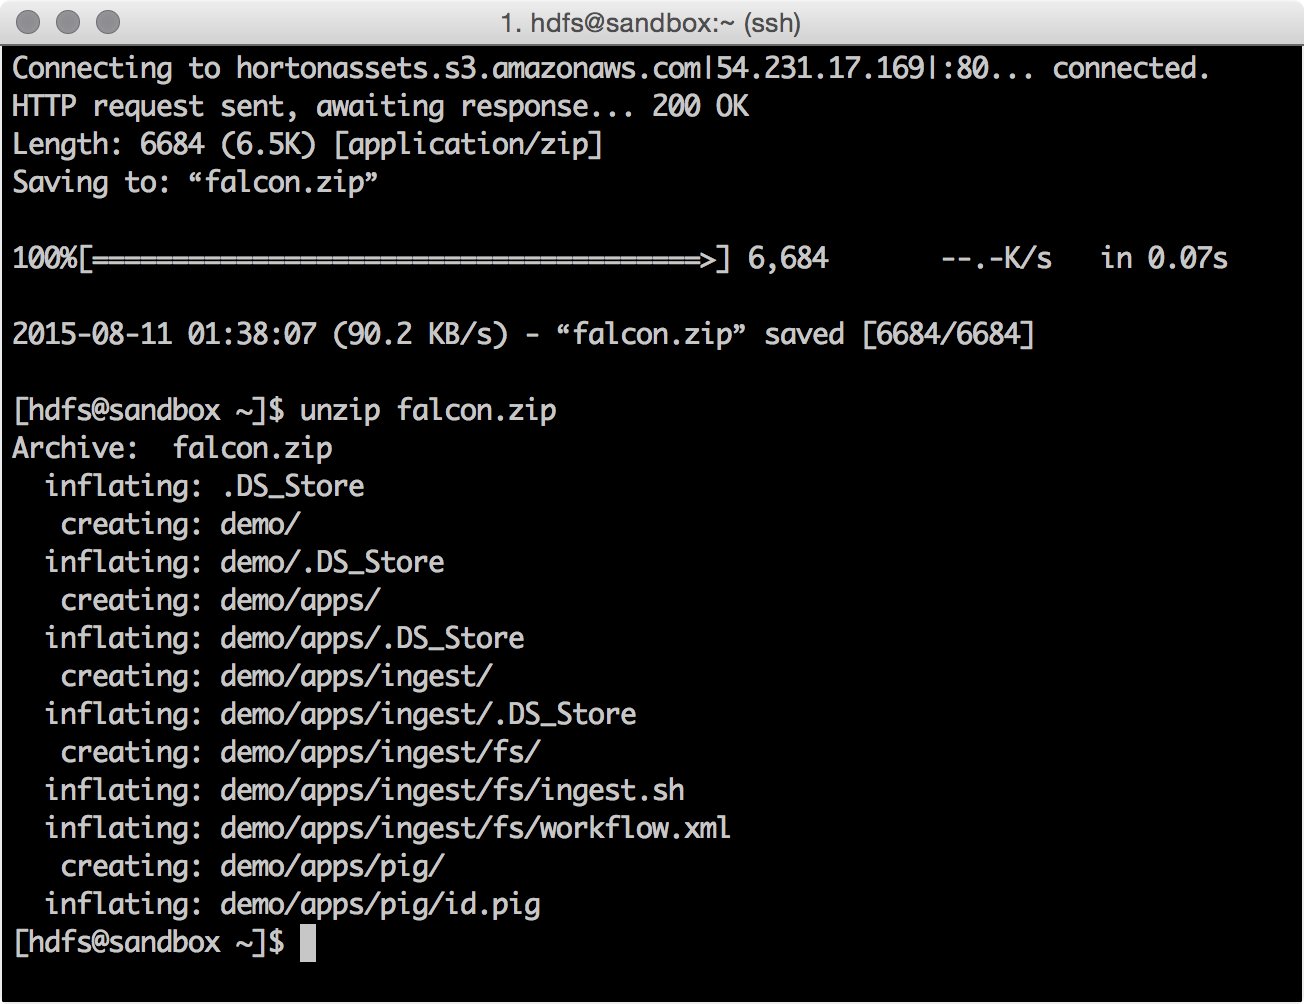 1. hdfs@sandbox:~ (ssh)
Connecting to hortonassets.s3.amazonaws.com|54.231.17.169|:80... connected.
HTTP request sent, awaiting response... 200 OK
Length: 6684 (6.5K) [application/zip]
Saving to: “falcon.zip”
100%[======================================>] 6,684       --.-K/s   in 0.07s
2015-08-11 01:38:07 (90.2 KB/s) - “falcon.zip” saved [6684/6684]
[hdfs@sandbox ~]$ unzip falcon.zip
Archive:  falcon.zip
  inflating: .DS_Store
   creating: demo/
  inflating: demo/.DS_Store
   creating: demo/apps/
  inflating: demo/apps/.DS_Store
   creating: demo/apps/ingest/
  inflating: demo/apps/ingest/.DS_Store
   creating: demo/apps/ingest/fs/
  inflating: demo/apps/ingest/fs/ingest.sh
  inflating: demo/apps/ingest/fs/workflow.xml
   creating: demo/apps/pig/
  inflating: demo/apps/pig/id.pig
[hdfs@sandbox ~]$